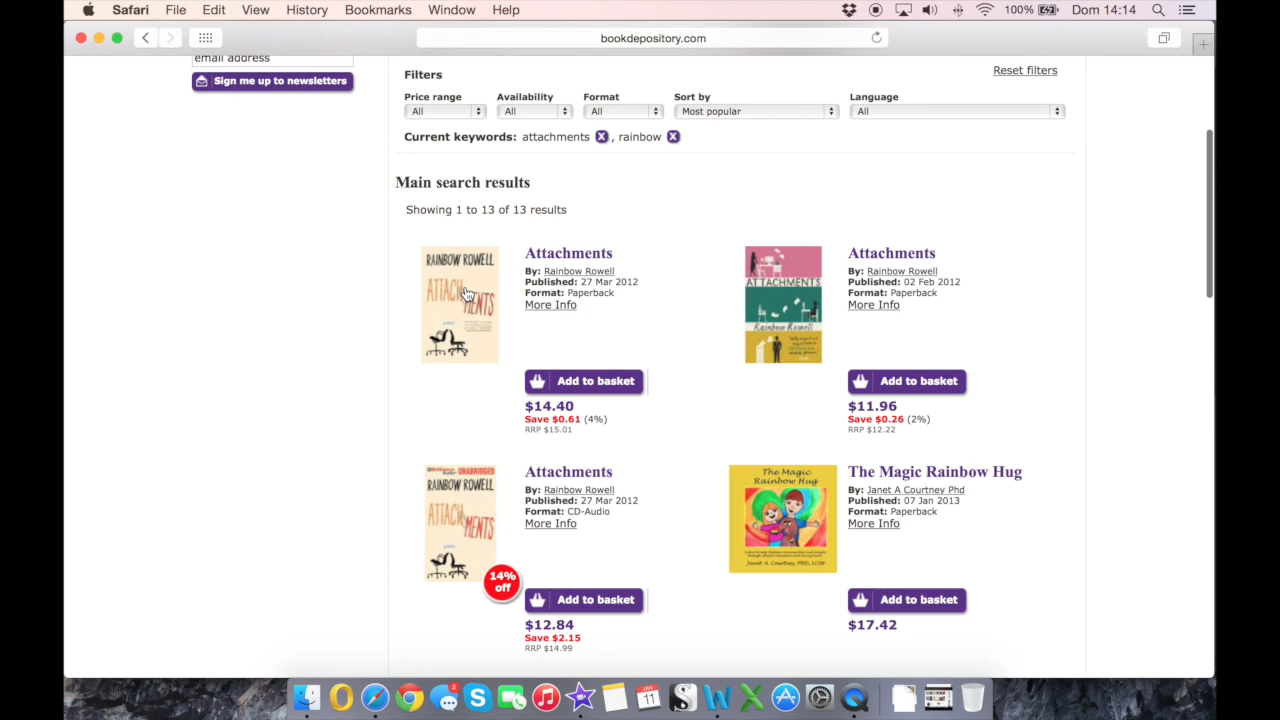 Safari File Edit View History Bookmarks Window Help 100% Dom 14:14
bookdepository.com
email address
Sign me up to newsletters
Filters
Reset filters
Price range Availability Format Sort by Language
All All All Most popular All
Current keywords: attachments X , rainbow X
Main search results
Showing 1 to 13 of 13 results
RAINBOW ROWELL
ATTACHMENTS
Attachments
By: Rainbow Rowell
Published: 27 Mar 2012
Format: Paperback
More Info
Add to basket
$14.40
Save $0.61 (4%)
RRP $15.01
ATTACHMENTS
Rainbow Rowell
Attachments
By: Rainbow Rowell
Published: 02 Feb 2012
Format: Paperback
More Info
Add to basket
$11.96
Save $0.26 (2%)
RRP $12.22
UNABRIDGED
RAINBOW ROWELL
ATTACHMENTS
14%
off
Attachments
By: Rainbow Rowell
Published: 27 Mar 2012
Format: CD-Audio
More Info
Add to basket
$12.84
Save $2.15
RRP $14.99
The Magic
Rainbow Hug
Janet A. Courtney, PHD, LCSW
The Magic Rainbow Hug
By: Janet A Courtney Phd
Published: 07 Jan 2013
Format: Paperback
More Info
Add to basket
$17.42
2
JAN
11